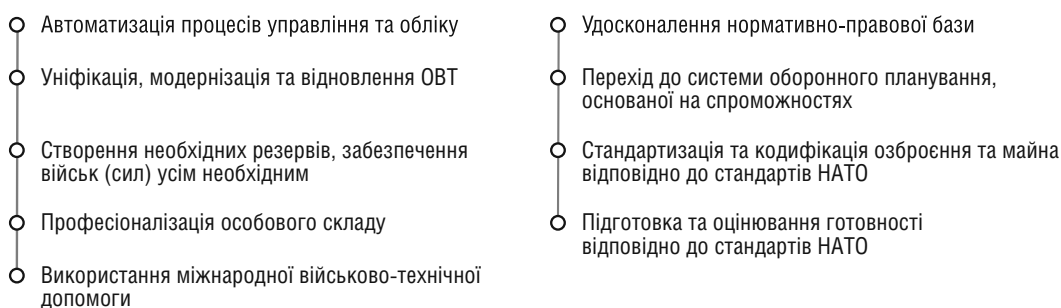 Автоматизація процесів управління та обліку
Уніфікація, модернізація та відновлення ОВТ
Створення необхідних резервів, забезпечення
військ (сил) усім необхідним
Професіоналізація особового складу
Використання міжнародної військово-технічної
допомоги
Удосконалення нормативно-правової бази
Перехід до системи оборонного планування,
основаної на спроможностях
Стандартизація та кодифікація озброєння та майна
відповідно до стандартів НАТО
Підготовка та оцінювання готовності
відповідно до стандартів НАТО